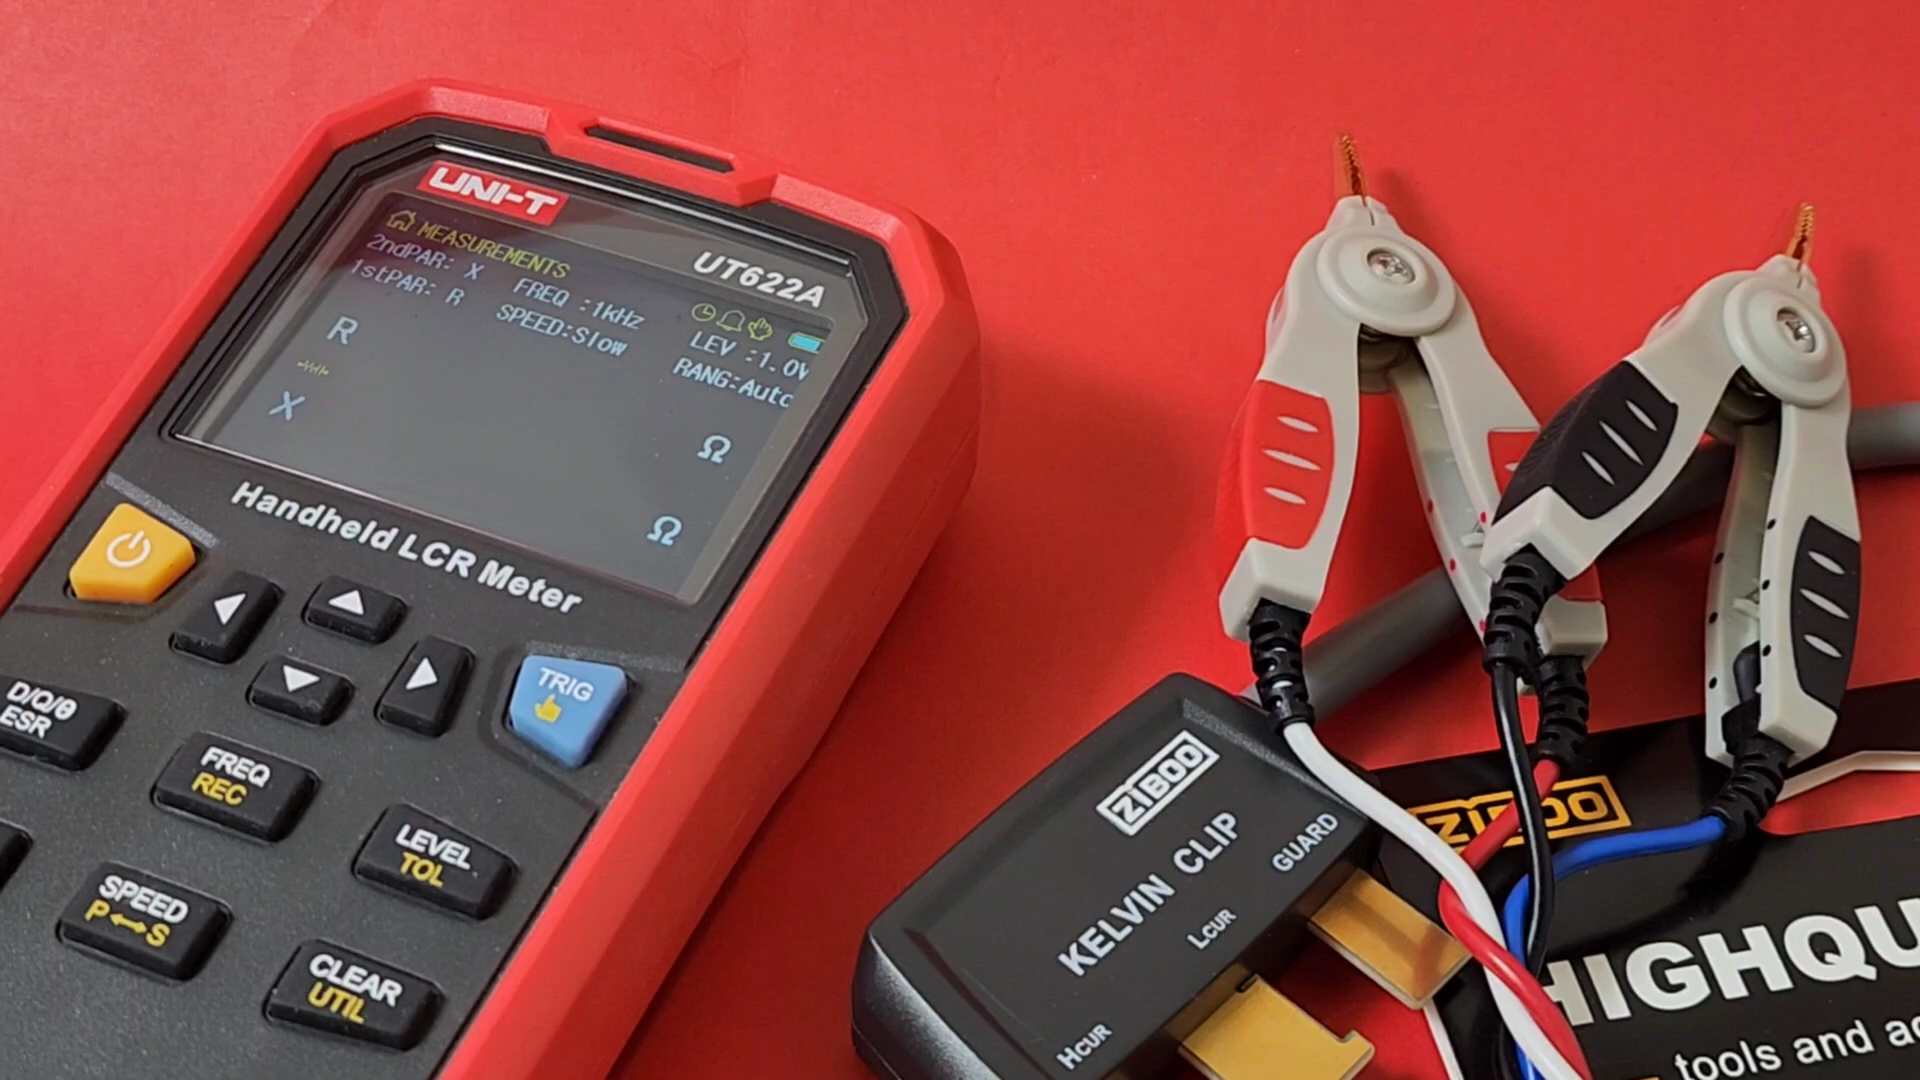 UNI-T
UT622A
MEASUREMENTS
2ndPAR: X
FREQ :1kHz
LEV :1.0V
1stPAR: R
SPEED:Slow
RANG:Auto
R
Ω
X
Ω
Handheld LCR Meter
TRIG
D/Q/θ
ESR
FREQ
REC
LEVEL
TOL
SPEED
P↔S
CLEAR
UTIL
ZIBOO
KELVIN CLIP
GUARD
LCUR
HCUR
HIGHQU
tools and